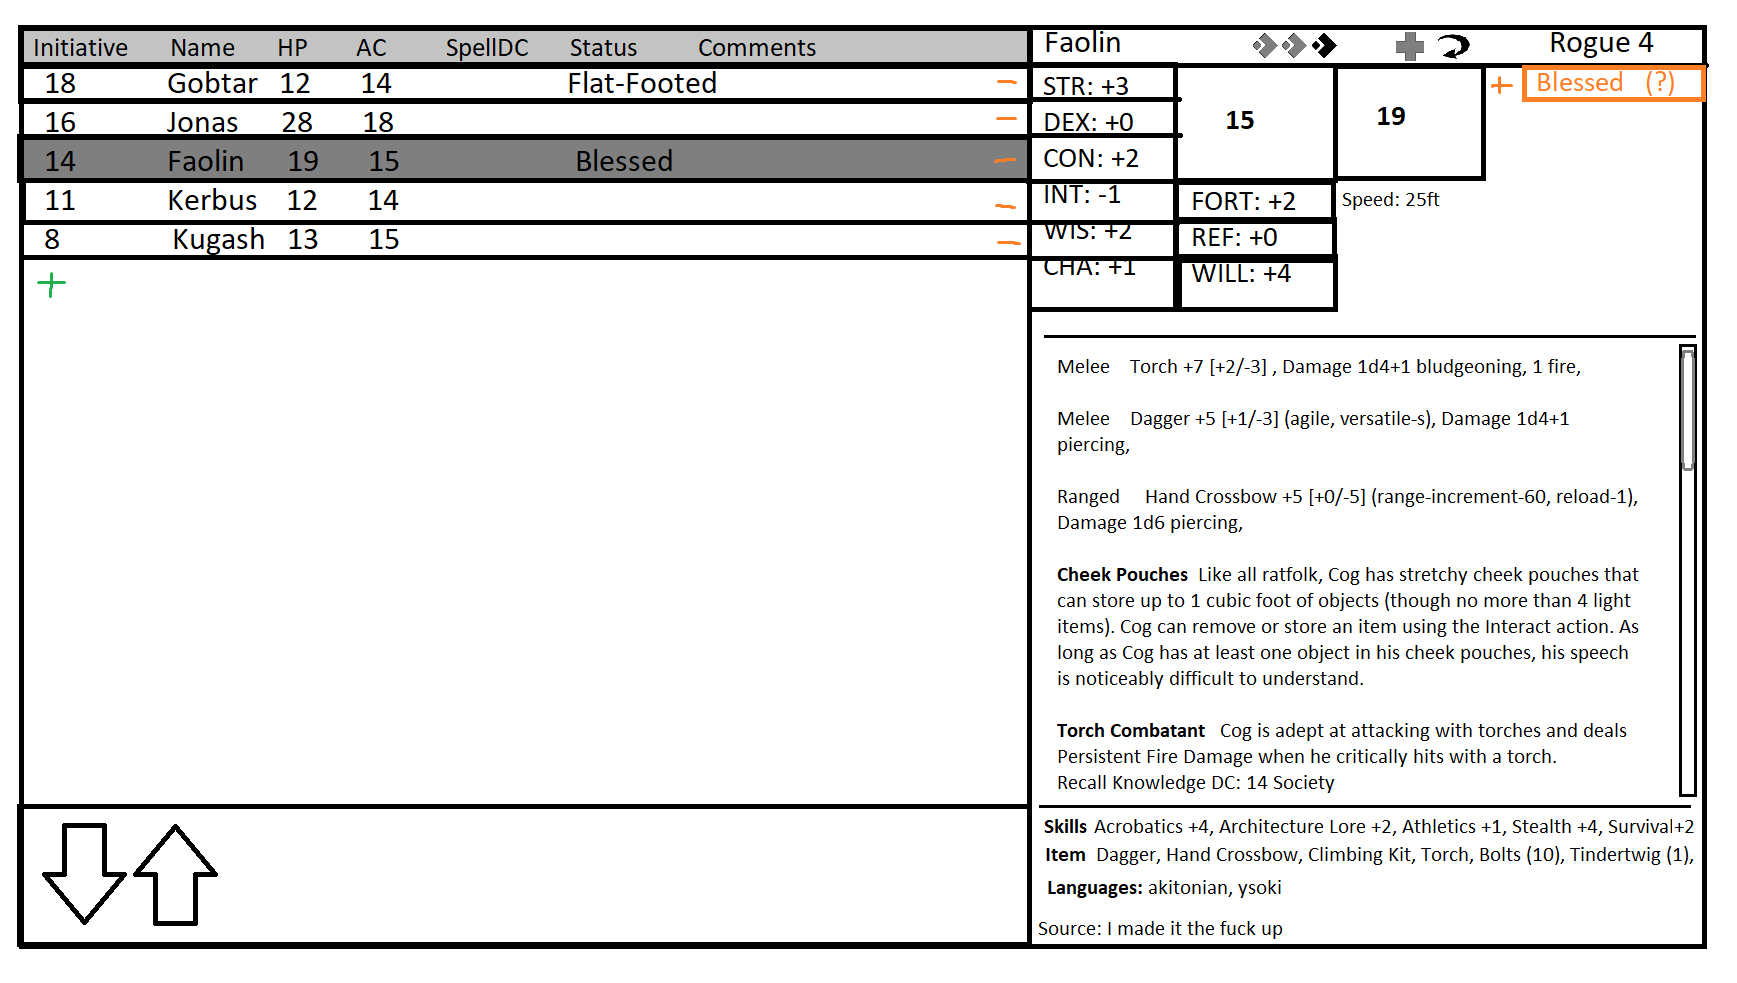 Initiative Name HP AC SpellDC Status Comments
18 Gobtar 12 14 Flat-Footed
16 Jonas 28 18
14 Faolin 19 15 Blessed
11 Kerbus 12 14
8 Kugash 13 15
Faolin Rogue 4
STR: +3
DEX: +0
CON: +2
INT: -1
WIS: +2
CHA: +1
15
19
Blessed (?)
FORT: +2
REF: +0
WILL: +4
Speed: 25ft
Melee Torch +7 [+2/-3] , Damage 1d4+1 bludgeoning, 1 fire,
Melee Dagger +5 [+1/-3] (agile, versatile-s), Damage 1d4+1
piercing,
Ranged Hand Crossbow +5 [+0/-5] (range-increment-60, reload-1),
Damage 1d6 piercing,
Cheek Pouches Like all ratfolk, Cog has stretchy cheek pouches that
can store up to 1 cubic foot of objects (though no more than 4 light
items). Cog can remove or store an item using the Interact action. As
long as Cog has at least one object in his cheek pouches, his speech
is noticeably difficult to understand.
Torch Combatant Cog is adept at attacking with torches and deals
Persistent Fire Damage when he critically hits with a torch.
Recall Knowledge DC: 14 Society
Skills Acrobatics +4, Architecture Lore +2, Athletics +1, Stealth +4, Survival+2
Item Dagger, Hand Crossbow, Climbing Kit, Torch, Bolts (10), Tindertwig (1),
Languages: akitonian, ysoki
Source: I made it the fuck up